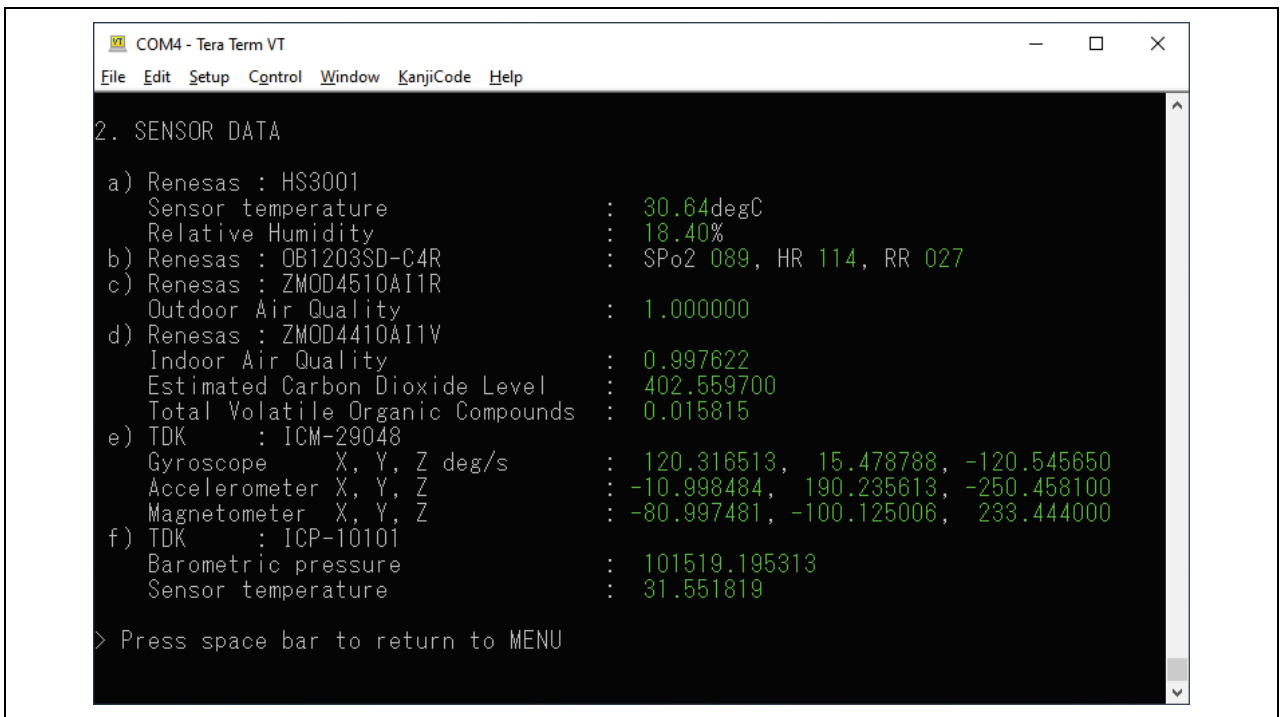 COM4 - Tera Term VT
File Edit Setup Control Window KanjiCode Help
2. SENSOR DATA
a) Renesas : HS3001
Sensor temperature : 30.64degC
Relative Humidity : 18.40%
b) Renesas : OB1203SD-C4R : SPo2 089, HR 114, RR 027
c) Renesas : ZMOD4510AI1R
Outdoor Air Quality : 1.000000
d) Renesas : ZMOD4410AI1V
Indoor Air Quality : 0.997622
Estimated Carbon Dioxide Level : 402.559700
Total Volatile Organic Compounds : 0.015815
e) TDK : ICM-29048
Gyroscope X, Y, Z deg/s : 120.316513, 15.478788, -120.545650
Accelerometer X, Y, Z : -10.998484, 190.235613, -250.458100
Magnetometer X, Y, Z : -80.997481, -100.125006, 233.444000
f) TDK : ICP-10101
Barometric pressure : 101519.195313
Sensor temperature : 31.551819
> Press space bar to return to MENU